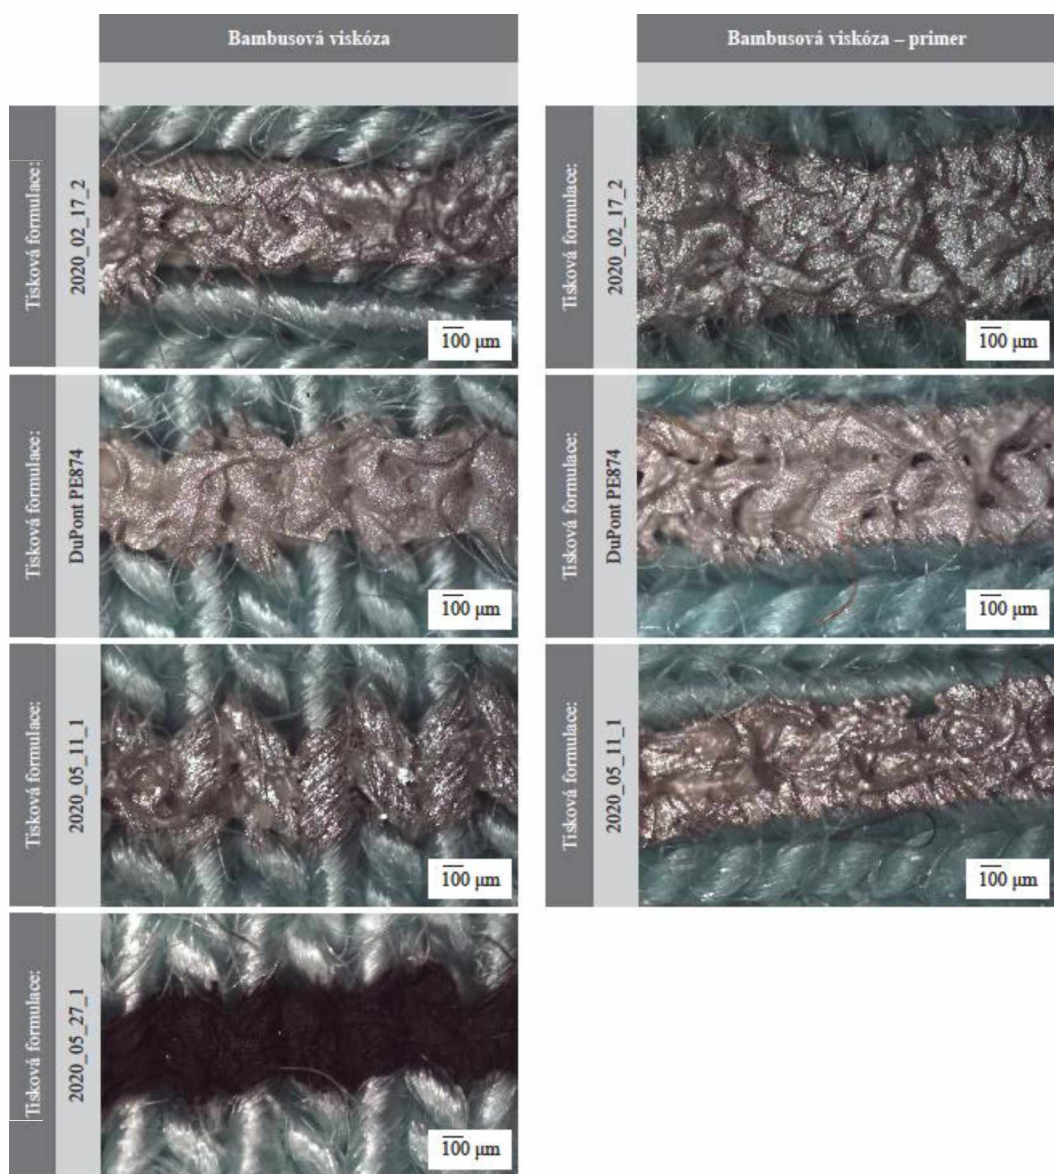 Bambusová viskóza
Bambusová viskóza – primer
Tisková formulace:
2020_02_17_2
100 µm
Tisková formulace:
2020_02_17_2
100 µm
Tisková formulace:
DuPont PE874
100 µm
Tisková formulace:
DuPont PE874
100 µm
Tisková formulace:
2020_05_11_1
100 µm
Tisková formulace:
2020_05_11_1
100 µm
Tisková formulace:
2020_05_27_1
100 µm